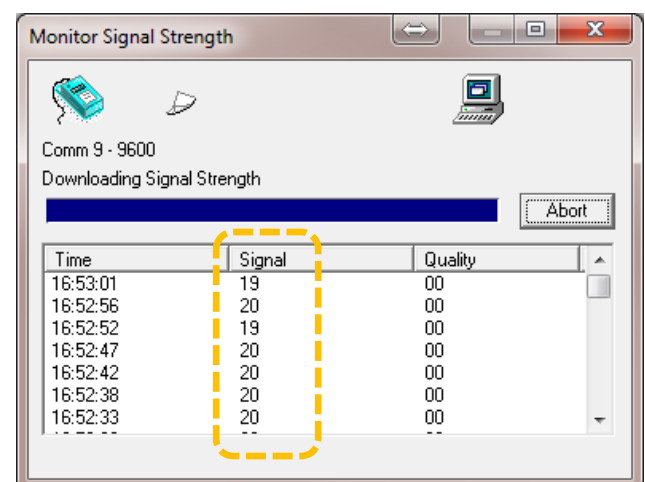 Monitor Signal Strength
Comm 9 - 9600
Downloading Signal Strength
Abort
Time Signal Quality
16:53:01 19 00
16:52:56 20 00
16:52:52 19 00
16:52:47 20 00
16:52:42 20 00
16:52:38 20 00
16:52:33 20 00